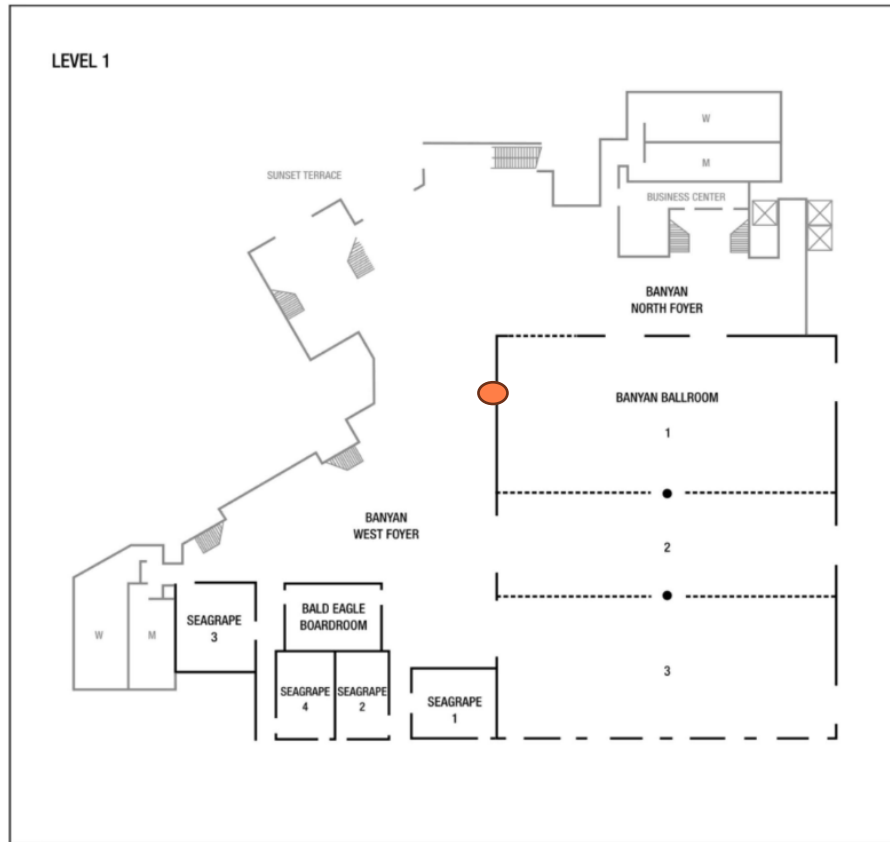 LEVEL 1
W
SUNSET TERRACE
M
BUSINESS CENTER
BANYAN
NORTH FOYER
BANYAN BALLROOM
1
BANYAN
WEST FOYER
2
SEAGRAPE
3
BALD EAGLE
BOARDROOM
W
M
3
SEAGRAPE
4
SEAGRAPE
2
SEAGRAPE
1